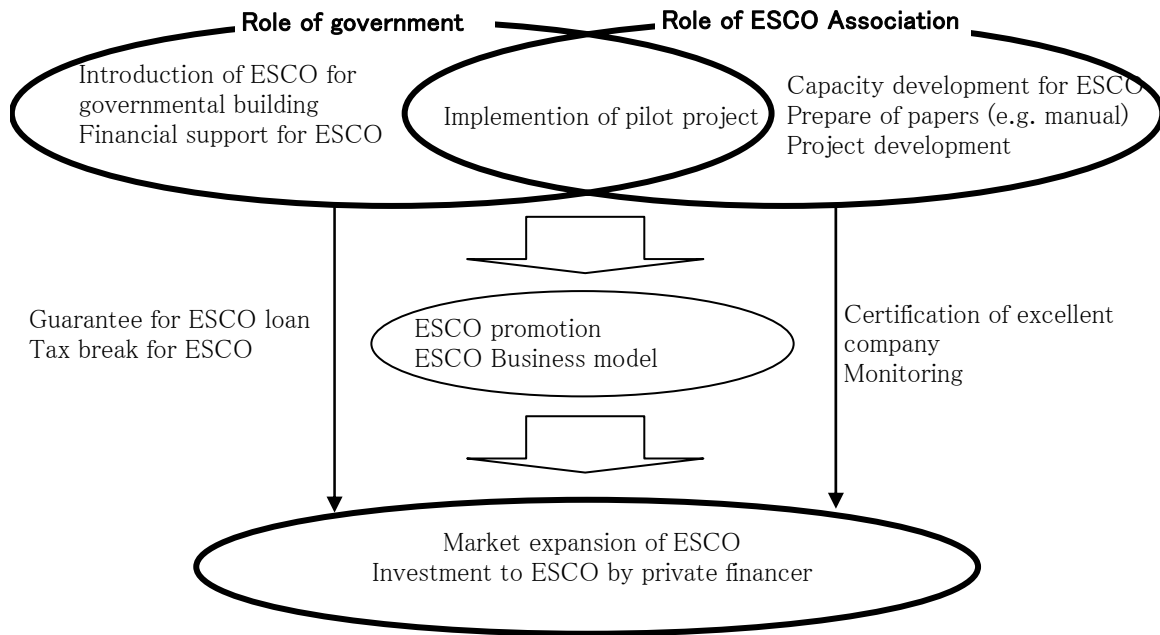 Role of government
Role of ESCO Association
Introduction of ESCO for
governmental building
Financial support for ESCO
Implemention of pilot project
Capacity development for ESCO
Prepare of papers (e.g. manual)
Project development
Guarantee for ESCO loan
Tax break for ESCO
ESCO promotion
ESCO Business model
Certification of excellent
company
Monitoring
Market expansion of ESCO
Investment to ESCO by private financer